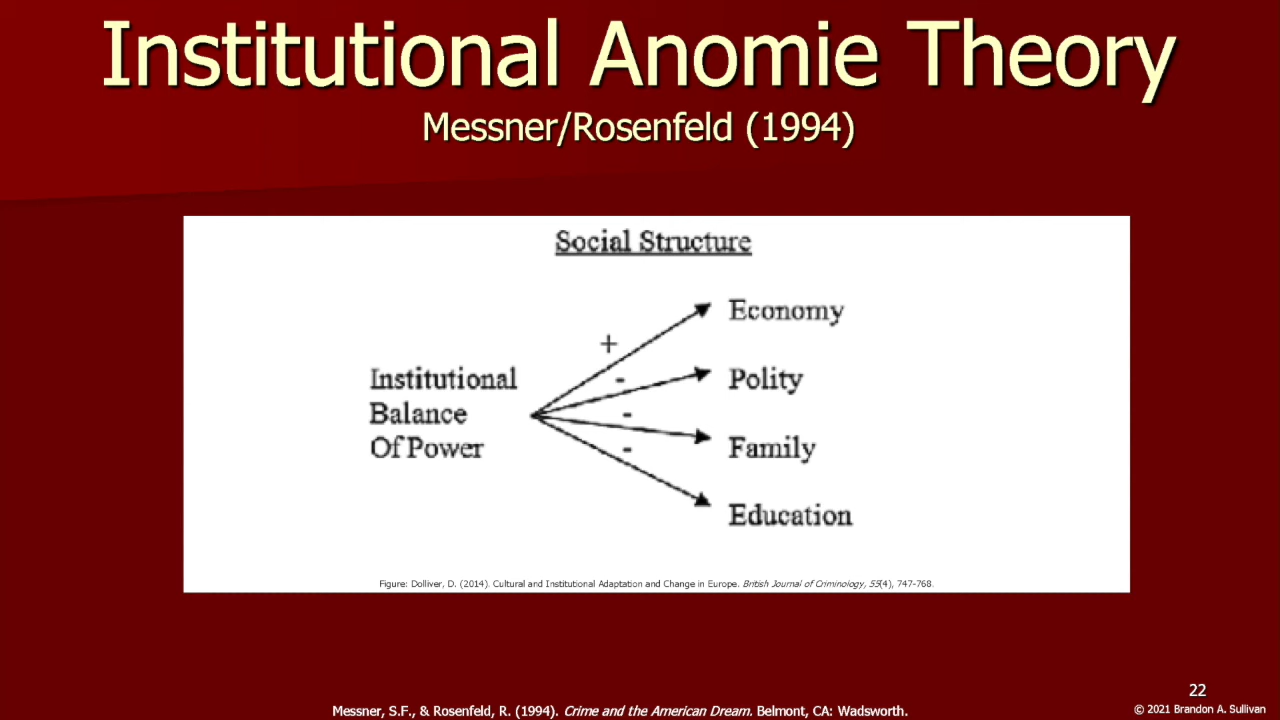 Institutional Anomie Theory
Messner/Rosenfeld (1994)
Social Structure
Economy
+
Institutional
-
Polity
Balance
-
Of Power
-
Family
Education
Figure: Dolliver, D. (2014). Cultural and Institutional Adaptation and Change in Europe. British Journal of Criminology, 55(4), 747-768.
22
Messner, S.F., & Rosenfeld, R. (1994). Crime and the American Dream. Belmont, CA: Wadsworth.
© 2021 Brandon A. Sullivan